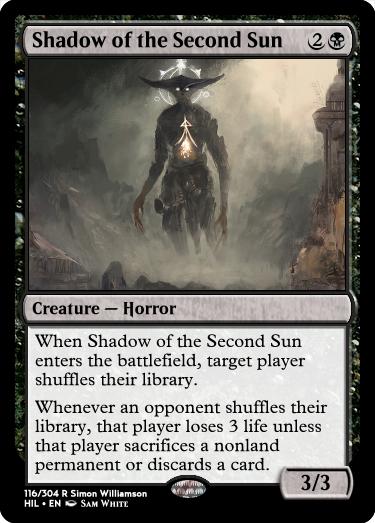 Shadow of the Second Sun 2
Creature — Horror
When Shadow of the Second Sun
enters the battlefield, target player
shuffles their library.
Whenever an opponent shuffles their
library, that player loses 3 life unless
that player sacrifices a nonland
permanent or discards a card.
3/3
116/304 R Simon Williamson
HIL • EN Sam White